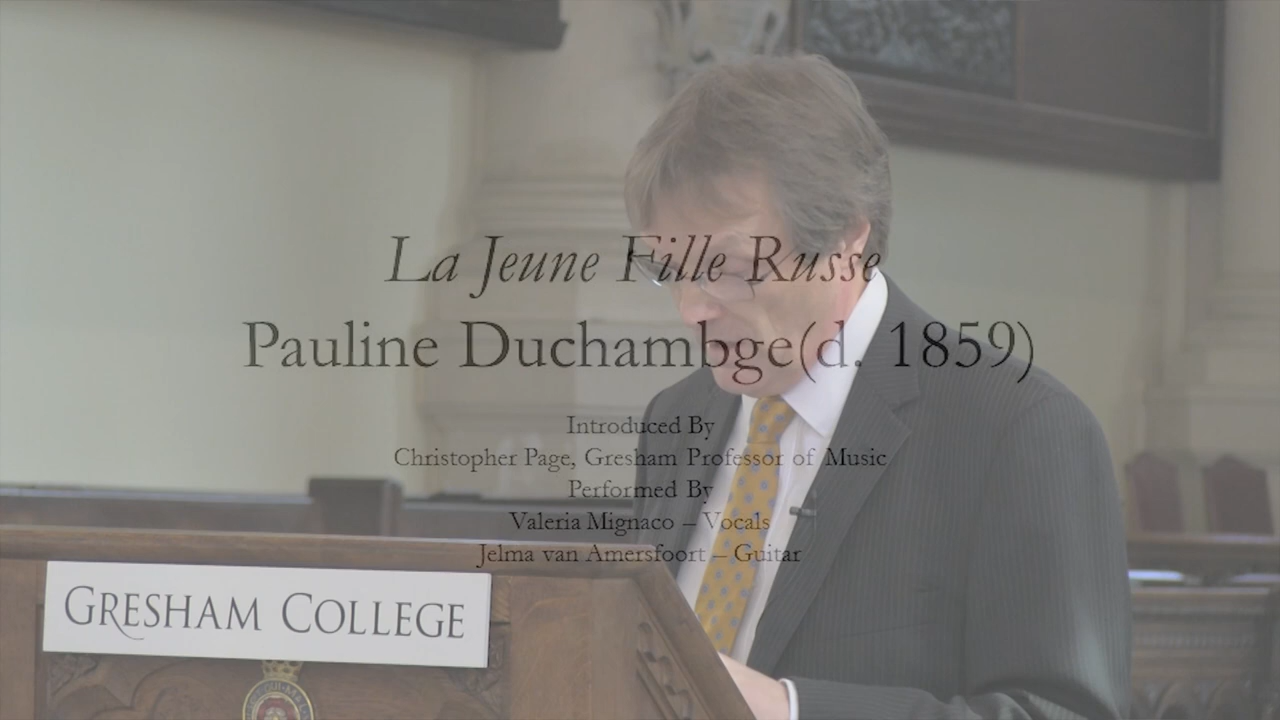 La Jeune Fille Russe
Pauline Duchambge(d. 1859)
Introduced By
Christopher Page, Gresham Professor of Music
Performed By
Valeria Mignaco – Vocals
Jelma van Amersfoort – Guitar
GRESHAM COLLEGE